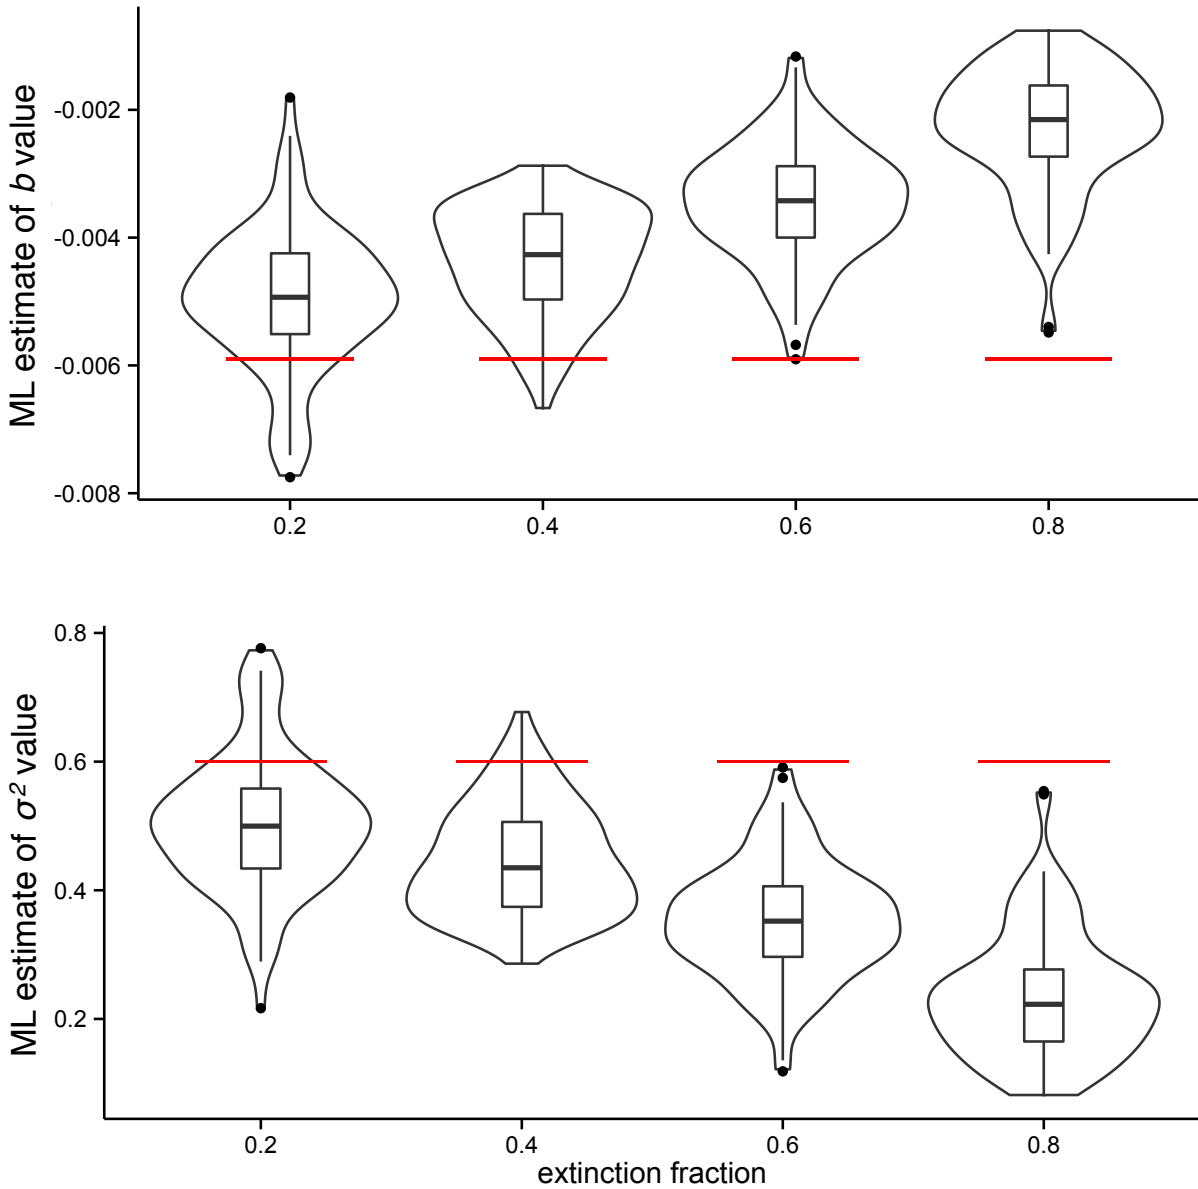 ML estimate of b value
-0.002
-0.004
-0.006
-0.008
0.2 0.4 0.6 0.8
ML estimate of σ² value
0.8
0.6
0.4
0.2
0.2 0.4 0.6 0.8
extinction fraction